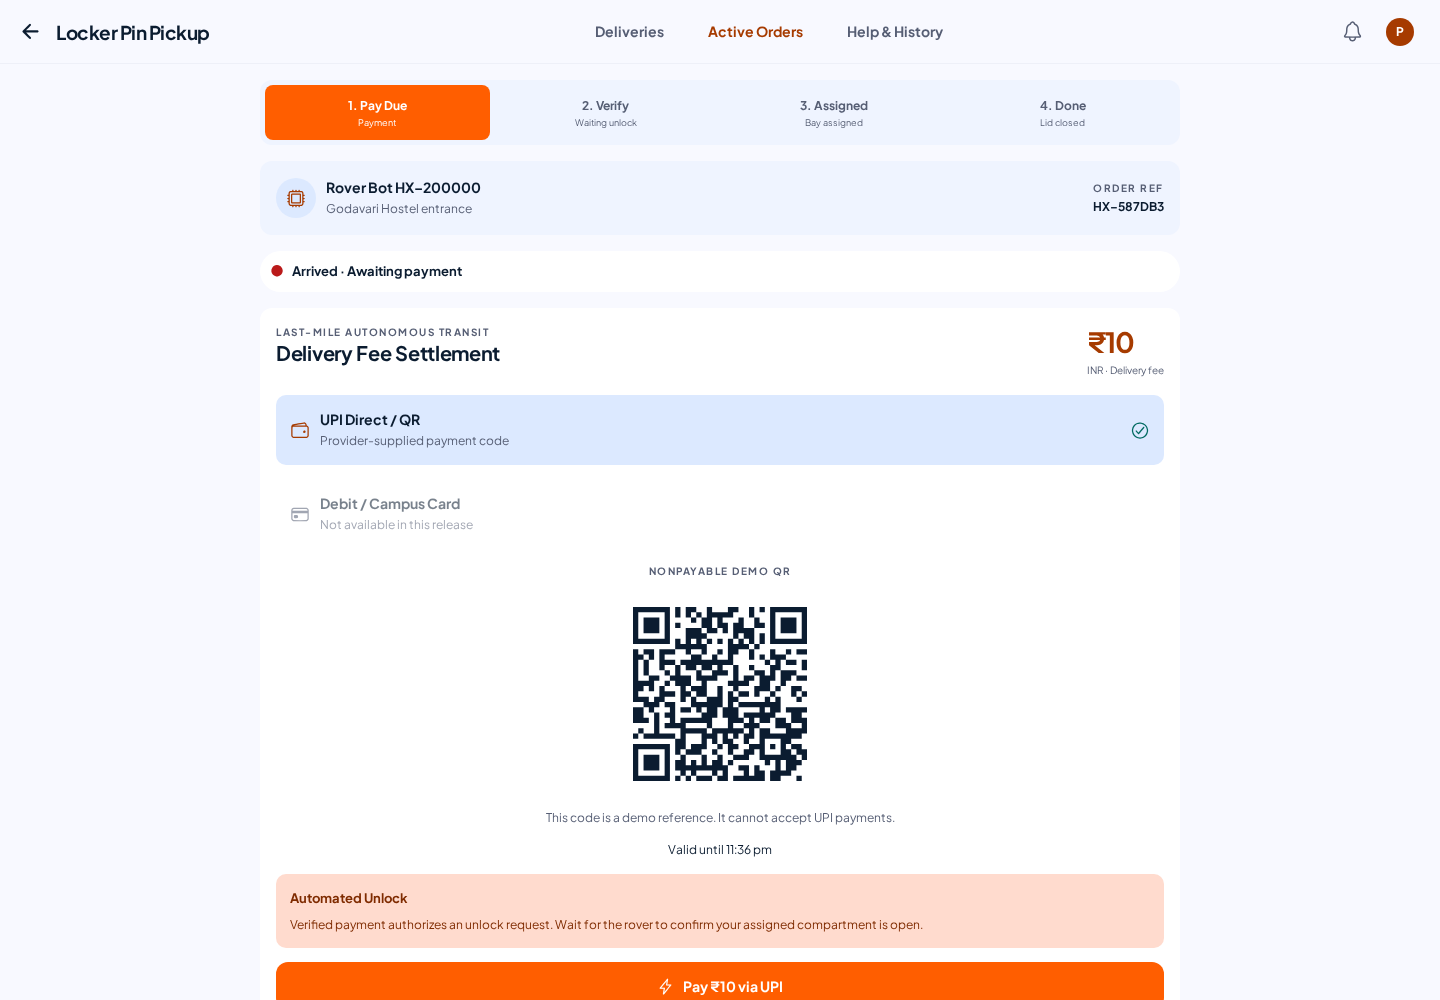 Locker Pin Pickup
Deliveries
Active Orders
Help & History
P
1. Pay Due
Payment
2. Verify
Waiting unlock
3. Assigned
Bay assigned
4. Done
Lid closed
Rover Bot HX-200000
Godavari Hostel entrance
ORDER REF
HX-587DB3
Arrived · Awaiting payment
LAST-MILE AUTONOMOUS TRANSIT
Delivery Fee Settlement
₹10
INR · Delivery fee
UPI Direct / QR
Provider-supplied payment code
Debit / Campus Card
Not available in this release
NONPAYABLE DEMO QR
This code is a demo reference. It cannot accept UPI payments.
Valid until 11:36 pm
Automated Unlock
Verified payment authorizes an unlock request. Wait for the rover to confirm your assigned compartment is open.
Pay ₹10 via UPI